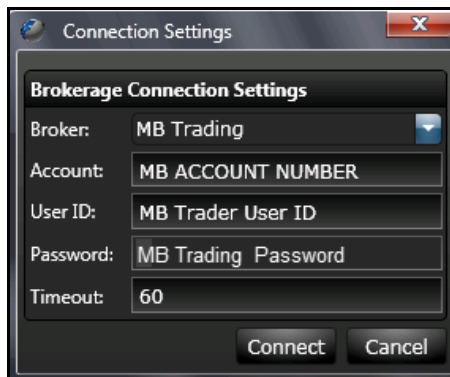 Connection Settings
Brokerage Connection Settings
Broker: MB Trading
Account: MB ACCOUNT NUMBER
User ID: MB Trader User ID
Password: MB Trading Password
Timeout: 60
Connect Cancel